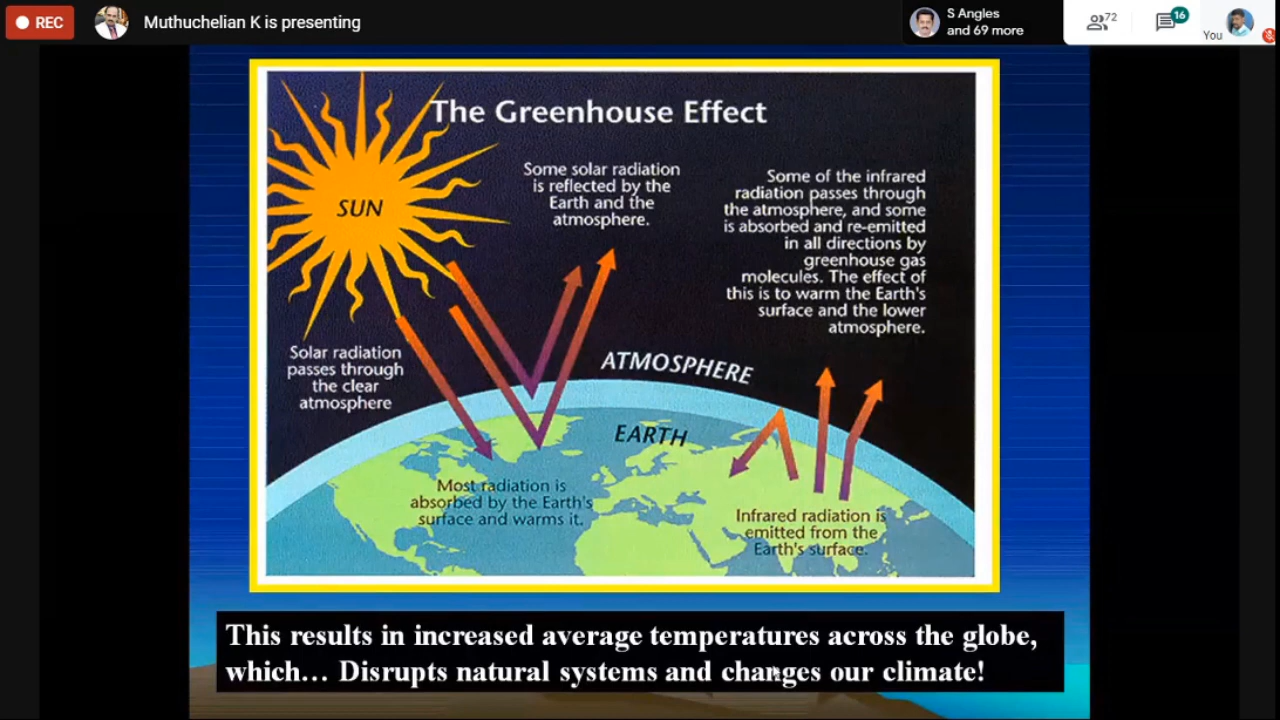 REC
Muthuchelian K is presenting
S Angles
and 69 more
72
16
You
The Greenhouse Effect
SUN
Some solar radiation
is reflected by the
Earth and the
atmosphere.
Some of the infrared
radiation passes through
the atmosphere, and some
is absorbed and re-emitted
in all directions by
greenhouse gas
molecules. The effect of
this is to warm the Earth's
surface and the lower
atmosphere.
Solar radiation
passes through
the clear
atmosphere
ATMOSPHERE
EARTH
Most radiation is
absorbed by the Earth's
surface and warms it.
Infrared radiation is
emitted from the
Earth's surface.
This results in increased average temperatures across the globe,
which... Disrupts natural systems and changes our climate!